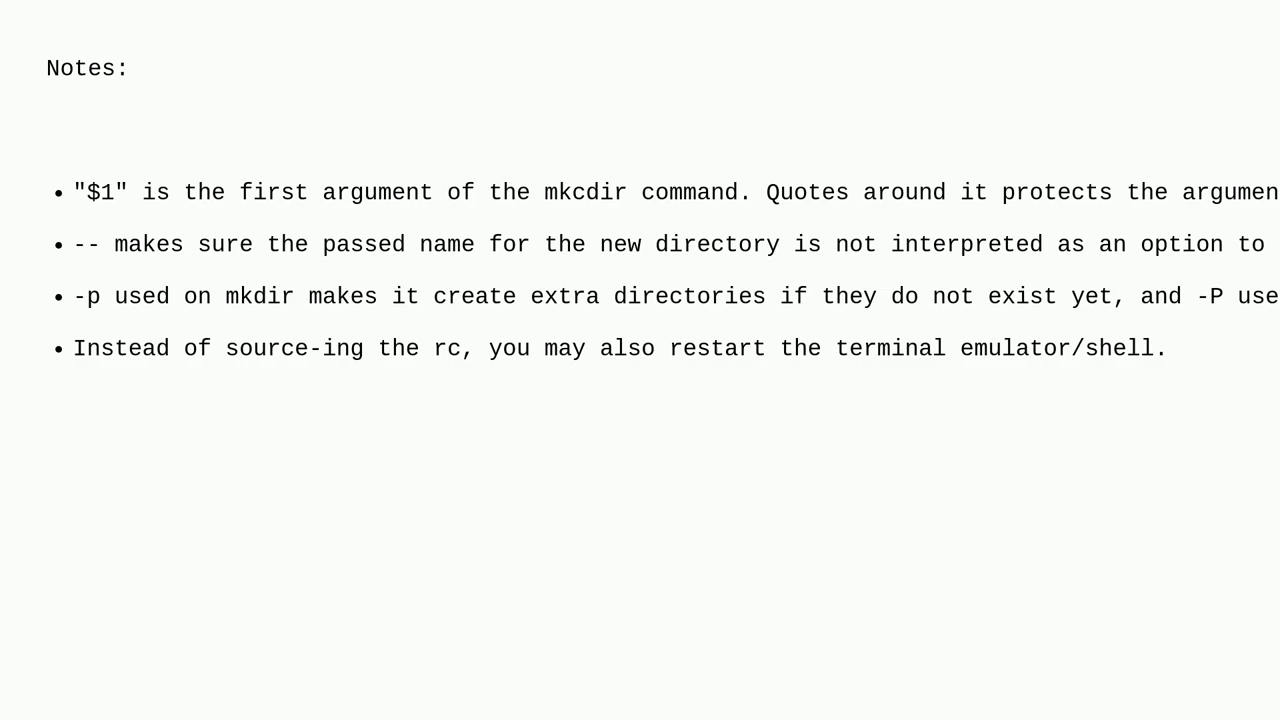 Notes:
• "$1" is the first argument of the mkcdir command. Quotes around it protects the
• -- makes sure the passed name for the new directory is not interpreted as an option to
• -p used on mkdir makes it create extra directories if they do not exist yet, and -P
• Instead of source-ing the rc, you may also restart the terminal emulator/shell.